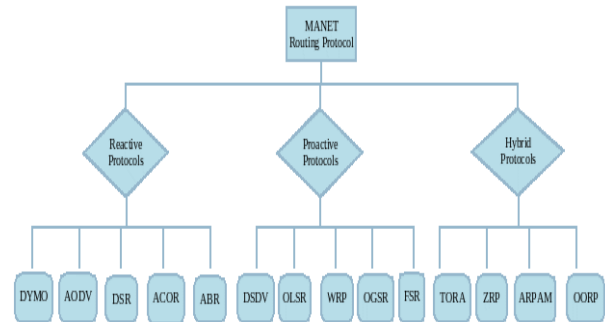 MANET
Routing Protocol
Reactive
Protocols
Proactive
Protocols
Hybrid
Protocols
DYMO
AODV
DSR
ACOR
ABR
DSDV
OLSR
WRP
OGSR
FSR
TORA
ZRP
ARPAM
OORP